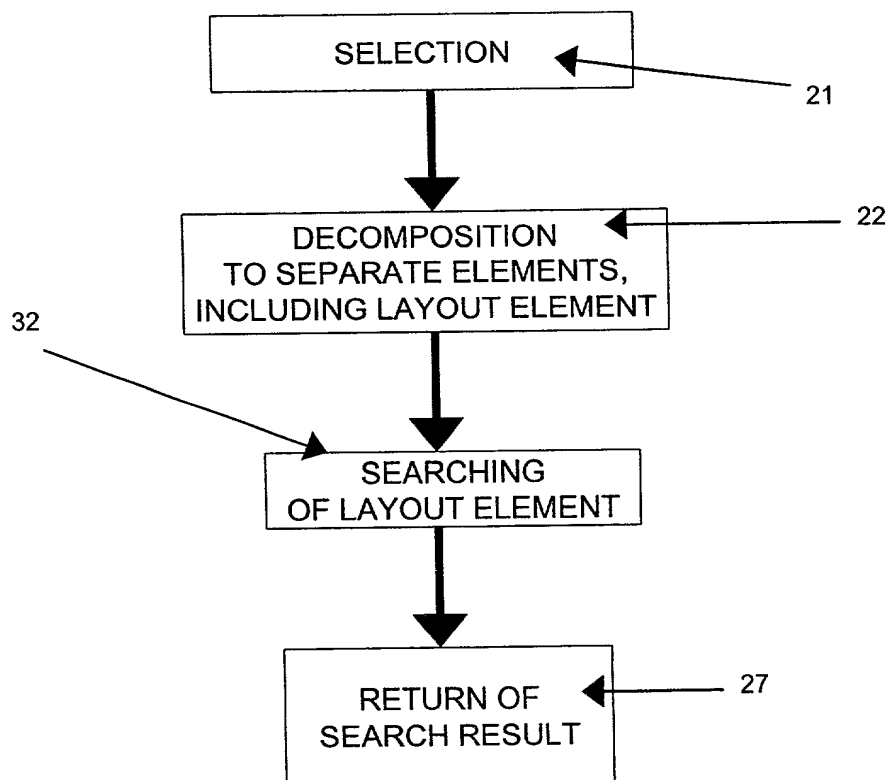 SELECTION
21
22
DECOMPOSITION
TO SEPARATE ELEMENTS,
INCLUDING LAYOUT ELEMENT
32
SEARCHING
OF LAYOUT ELEMENT
27
RETURN OF
SEARCH RESULT